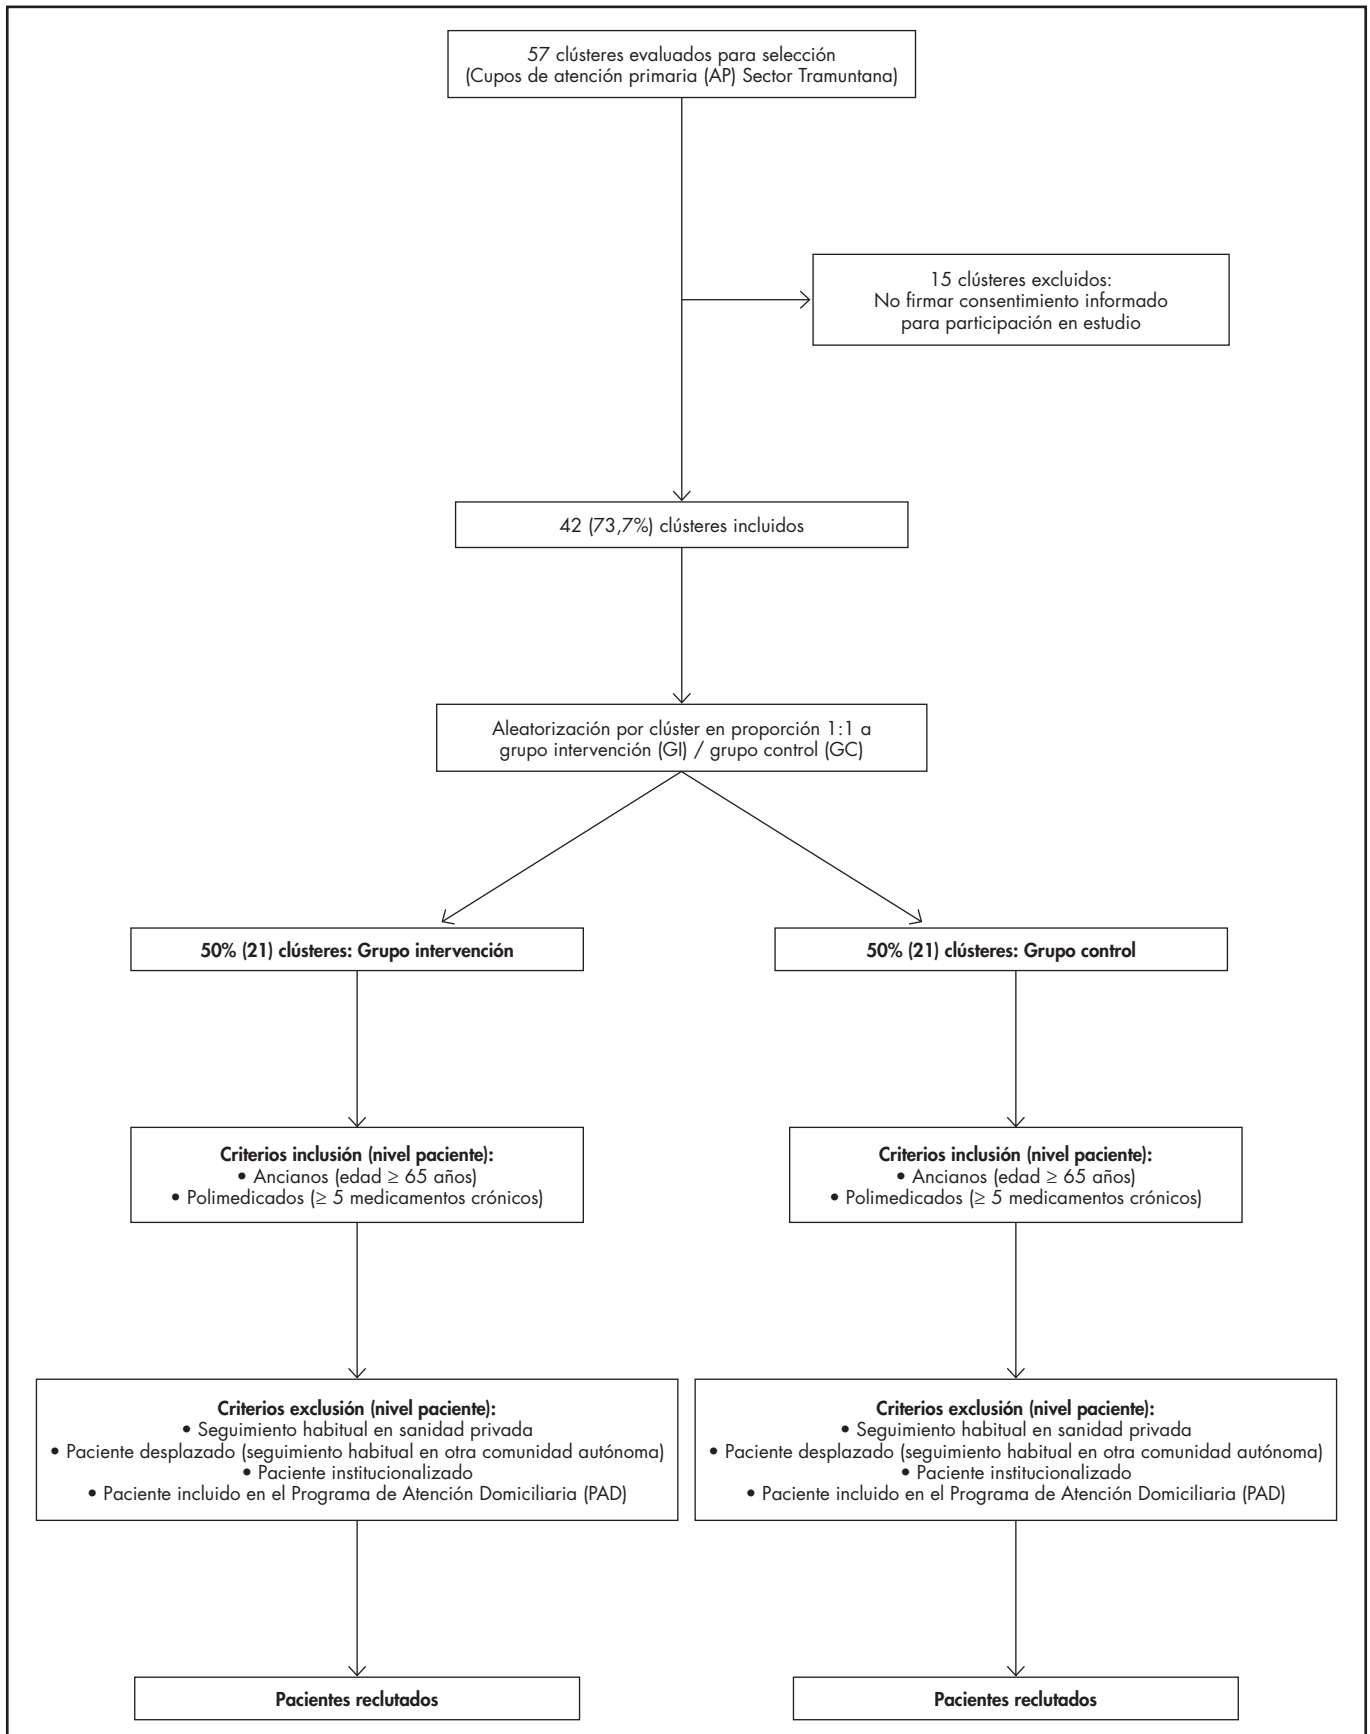 57 clústeres evaluados para selección
(Cupos de atención primaria (AP) Sector Tramuntana)
15 clústeres excluidos:
No firmar consentimiento informado
para participación en estudio
42 (73,7%) clústeres incluidos
Aleatorización por clúster en proporción 1:1 a
grupo intervención (GI) / grupo control (GC)
50% (21) clústeres: Grupo intervención
50% (21) clústeres: Grupo control
Criterios inclusión (nivel paciente):
• Ancianos (edad ≥ 65 años)
• Polimedicados (≥ 5 medicamentos crónicos)
Criterios inclusión (nivel paciente):
• Ancianos (edad ≥ 65 años)
• Polimedicados (≥ 5 medicamentos crónicos)
Criterios exclusión (nivel paciente):
• Seguimiento habitual en sanidad privada
• Paciente desplazado (seguimiento habitual en otra comunidad autónoma)
• Paciente institucionalizado
• Paciente incluido en el Programa de Atención Domiciliaria (PAD)
Criterios exclusión (nivel paciente):
• Seguimiento habitual en sanidad privada
• Paciente desplazado (seguimiento habitual en otra comunidad autónoma)
• Paciente institucionalizado
• Paciente incluido en el Programa de Atención Domiciliaria (PAD)
Pacientes reclutados
Pacientes reclutados